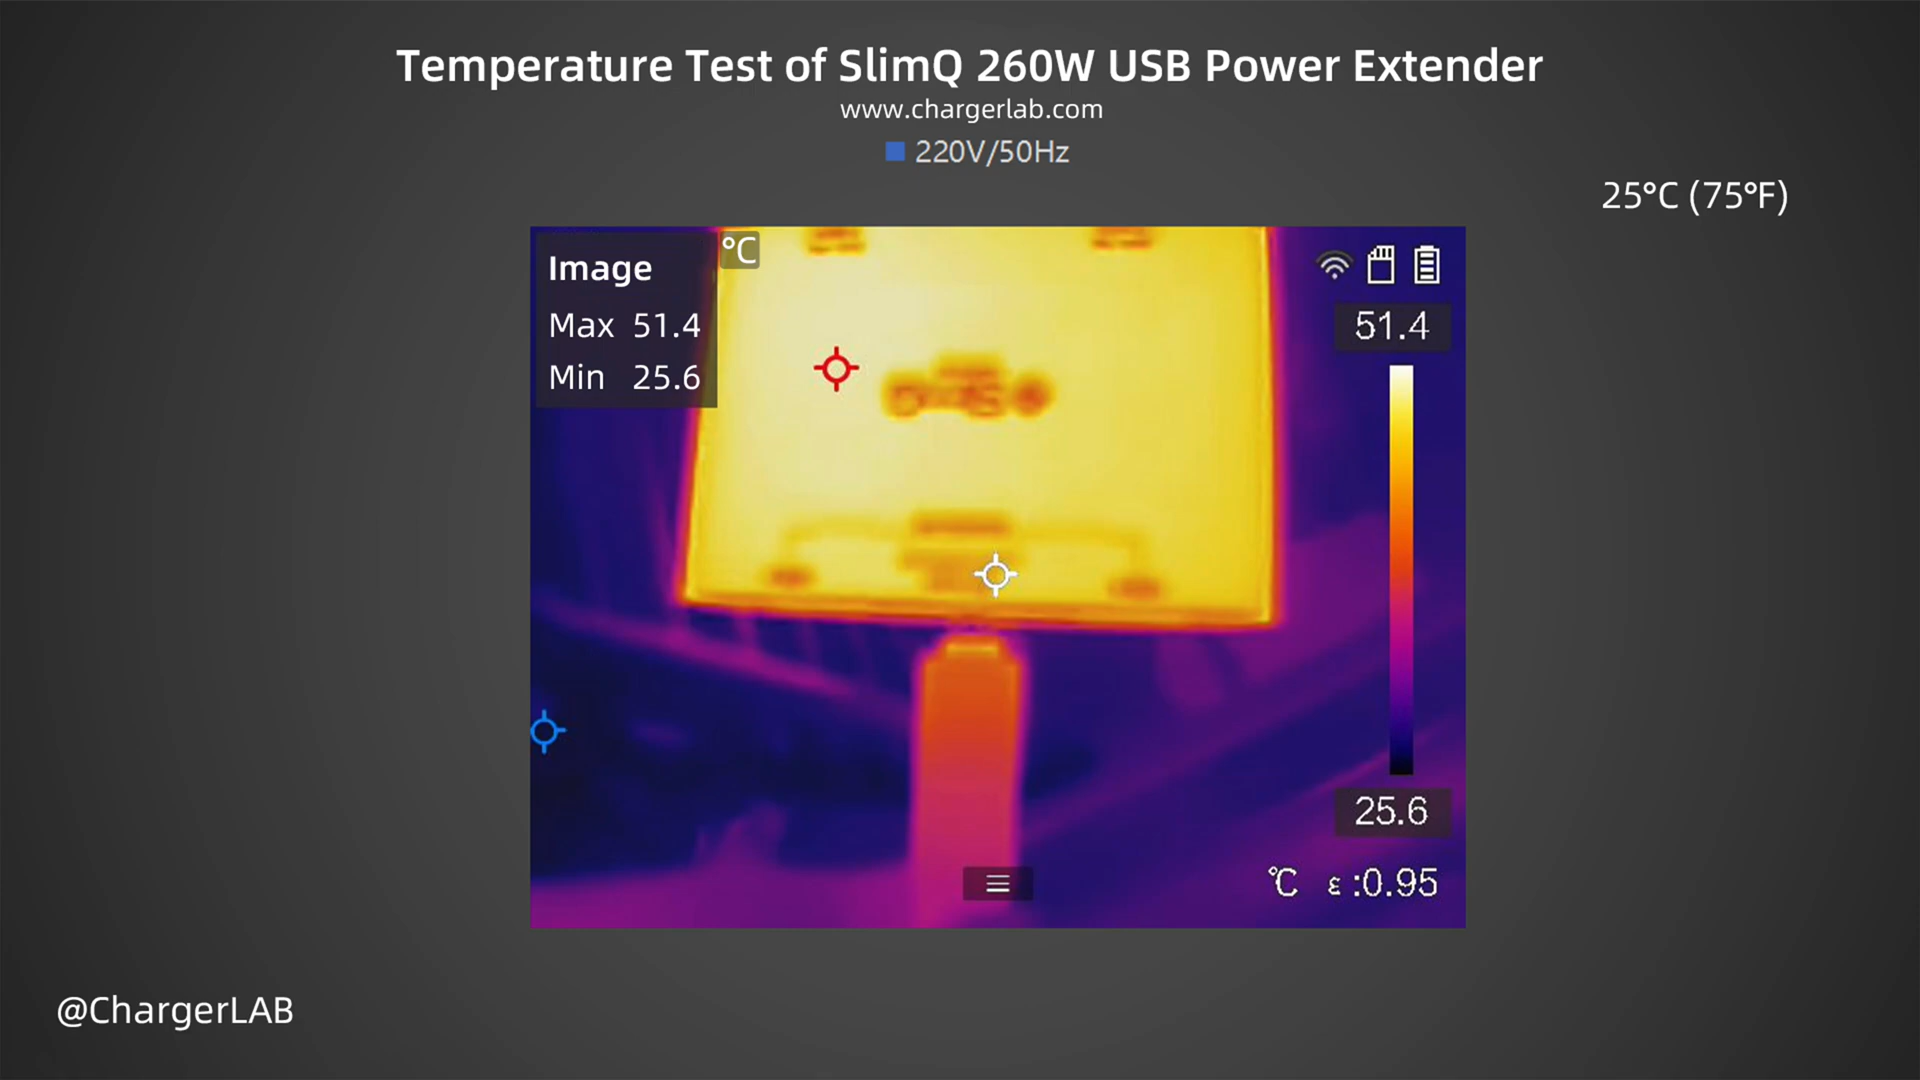 Temperature Test of SlimQ 260W USB Power Extender
www.chargerlab.com
220V/50Hz
25°C (75°F)
°C
Image
Max 51.4
Min 25.6
51.4
25.6
°C ε:0.95
@ChargerLAB